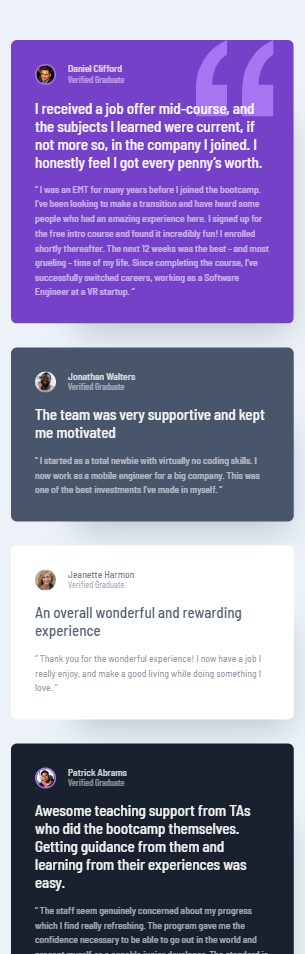 Daniel Clifford
Verified Graduate
I received a job offer mid-course, and
the subjects I learned were current, if
not more so, in the company I joined. I
honestly feel I got every penny’s worth.
“ I was an EMT for many years before I joined the bootcamp.
I’ve been looking to make a transition and have heard some
people who had an amazing experience here. I signed up for
the free intro course and found it incredibly fun! I enrolled
shortly thereafter. The next 12 weeks was the best - and most
grueling - time of my life. Since completing the course, I’ve
successfully switched careers, working as a Software
Engineer at a VR startup. ”
Jonathan Walters
Verified Graduate
The team was very supportive and kept
me motivated
“ I started as a total newbie with virtually no coding skills. I
now work as a mobile engineer for a big company. This was
one of the best investments I’ve made in myself. ”
Jeanette Harmon
Verified Graduate
An overall wonderful and rewarding
experience
“ Thank you for the wonderful experience! I now have a job I
really enjoy, and make a good living while doing something I
love. ”
Patrick Abrams
Verified Graduate
Awesome teaching support from TAs
who did the bootcamp themselves.
Getting guidance from them and
learning from their experiences was
easy.
“ The staff seem genuinely concerned about my progress
which I find really refreshing. The program gave me the
confidence necessary to be able to go out in the world and